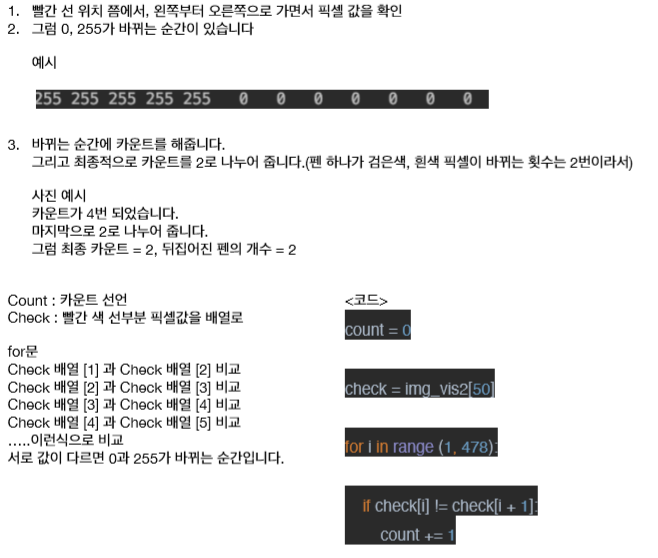 1. 빨간 선 위치 쯤에서, 왼쪽부터 오른쪽으로 가면서 픽셀 값을 확인
2. 그럼 0, 255가 바뀌는 순간이 있습니다
예시
255 255 255 255 255 0 0 0 0 0 0 0
3. 바뀌는 순간에 카운트를 해줍니다.
그리고 최종적으로 카운트를 2로 나누어 줍니다.(펜 하나가 검은색, 흰색 픽셀이 바뀌는 횟수는 2번이라서)
사진 예시
카운트가 4번 되었습니다.
마지막으로 2로 나누어 줍니다.
그럼 최종 카운트 = 2, 뒤집어진 펜의 개수 = 2
Count : 카운트 선언
Check : 빨간 색 선부분 픽셀값을 배열로
for문
Check 배열 [1] 과 Check 배열 [2] 비교
Check 배열 [2] 과 Check 배열 [3] 비교
Check 배열 [3] 과 Check 배열 [4] 비교
Check 배열 [4] 과 Check 배열 [5] 비교
.....이런식으로 비교
서로 값이 다르면 0과 255가 바뀌는 순간입니다.
<코드>
count = 0
check = img_vis2[50]
for i in range (1, 478):
if check[i] != check[i + 1]:
count += 1